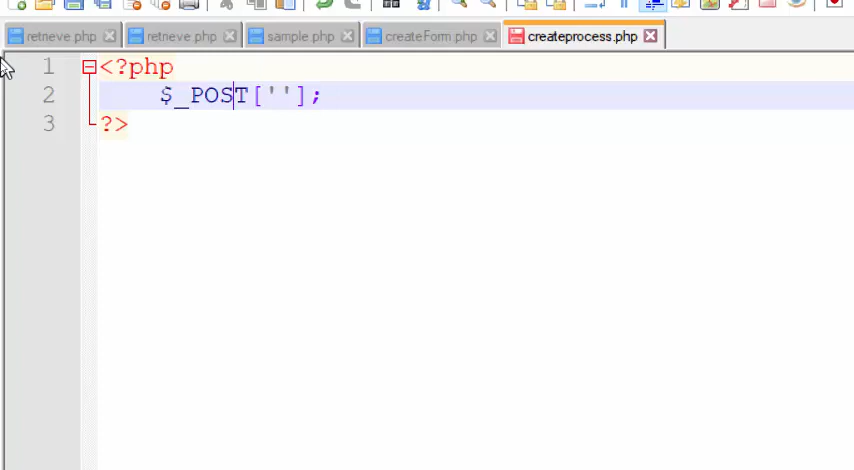 retrieve.php retrieve.php sample.php createForm.php createprocess.php
1 <?php
2 $_POST[''];
3 ?>